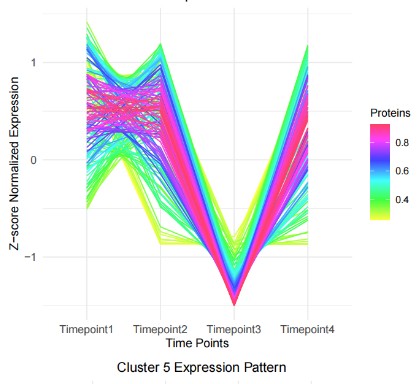 Z-score Normalized Expression
1
0
−1
Timepoint1 Timepoint2 Timepoint3 Timepoint4
Time Points
Proteins
0.8
0.6
0.4
Cluster 5 Expression Pattern